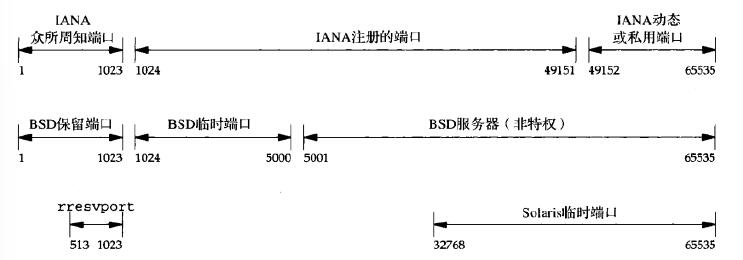 IANA
众所周知端口
IANA注册的端口
IANA动态
或私用端口
1 1023 1024 49151 49152 65535
BSD保留端口 BSD临时端口 BSD服务器（非特权）
1 1023 1024 5000 5001 65535
rresvport Solaris临时端口
513 1023 32768 65535